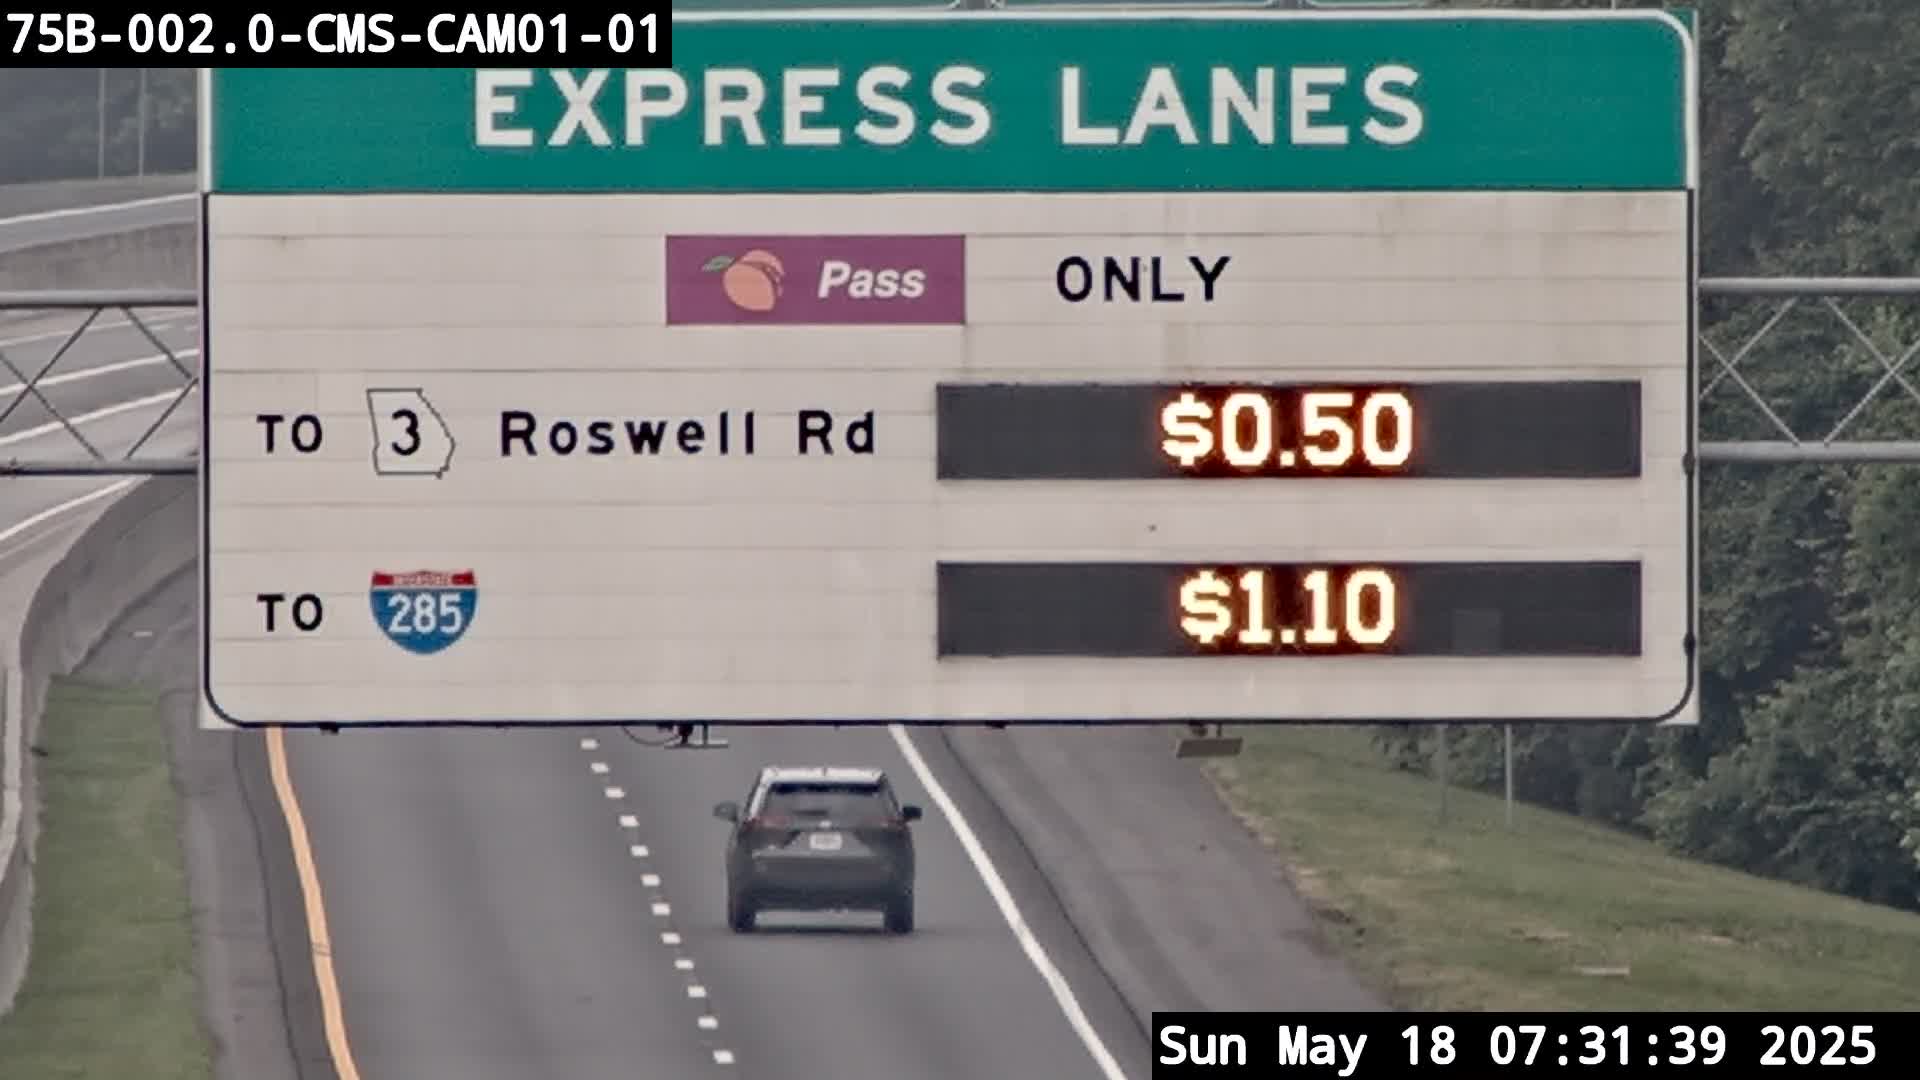 75B-002.0-CMS-CAM01-01
EXPRESS LANES
Pass ONLY
TO 3 Roswell Rd $0.50
TO 285 $1.10
Sun May 18 07:31:39 2025